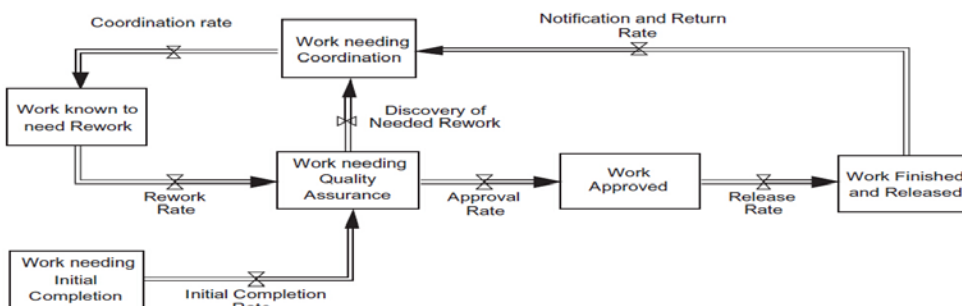 Coordination rate
Work needing
Coordination
Notification and Return
Rate
Work known to
need Rework
Discovery of
Needed Rework
Work needing
Quality
Assurance
Rework
Rate
Approval
Rate
Work
Approved
Release
Rate
Work Finished
and Released
Work needing
Initial
Completion
Initial Completion